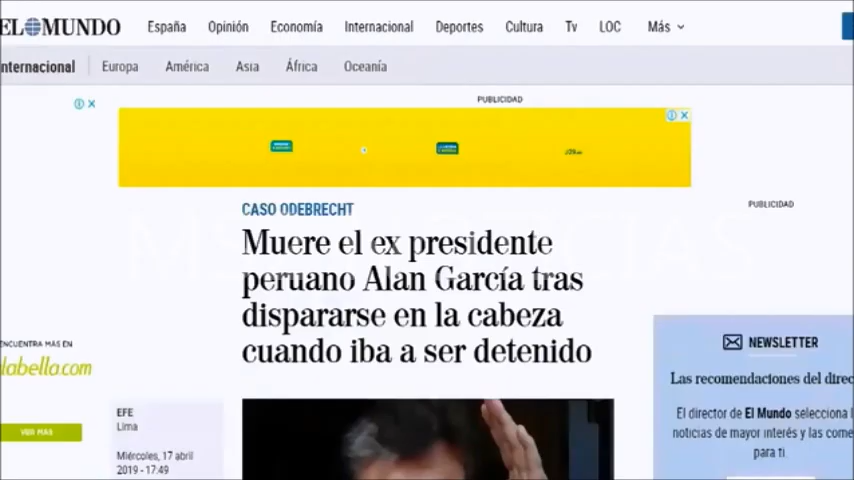 EL MUNDO
España Opinión Economía Internacional Deportes Cultura Tv LOC Más
nternacional Europa América Asia África Oceanía
PUBLICIDAD
PUBLICIDAD
CASO ODEBRECHT
Muere el ex presidente
peruano Alan García tras
dispararse en la cabeza
cuando iba a ser detenido
ENCUENTRA MÁS EN
labella.com
VER MÁS
EFE
Lima
Miércoles, 17 abril
2019 - 17:49
NEWSLETTER
Las recomendaciones del direc
El director de El Mundo selecciona l
noticias de mayor interés y las come
para ti.